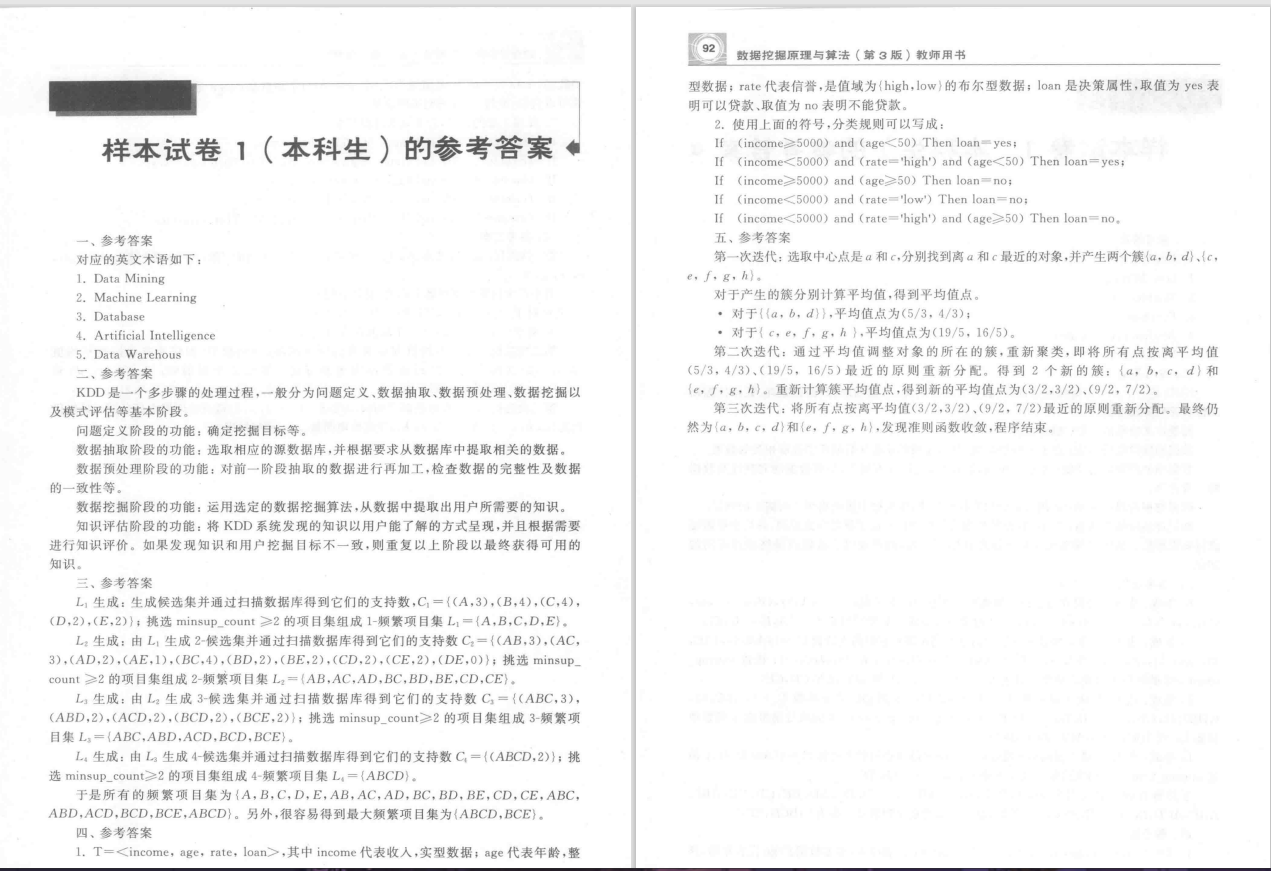 样本试卷 1（本科生）的参考答案
一、参考答案
对应的英文术语如下：
1. Data Mining
2. Machine Learning
3. Database
4. Artificial Intelligence
5. Data Warehous
二、参考答案
KDD 是一个多步骤的处理过程，一般分为问题定义、数据抽取、数据预处理、数据挖掘以
及模式评估等基本阶段。
问题定义阶段的功能：确定挖掘目标等。
数据抽取阶段的功能：选取相应的源数据库，并根据要求从数据库中提取相关的数据。
数据预处理阶段的功能：对前一阶段抽取的数据进行再加工，检查数据的完整性及数据
的一致性等。
数据挖掘阶段的功能：运用选定的数据挖掘算法，从数据中提取出用户所需要的知识。
知识评估阶段的功能：将 KDD 系统发现的知识以用户能了解的方式呈现，并且根据需要
进行知识评价。如果发现知识和用户挖掘目标不一致，则重复以上阶段以最终获得可用的
知识。
三、参考答案
L₁ 生成：生成候选集并通过扫描数据库得到它们的支持数，C₁={(A,3),(B,4),(C,4),
(D,2),(E,2)}；挑选 minsup_count ≥2 的项目集组成 1-频繁项目集 L₁={A,B,C,D,E}。
L₂ 生成：由 L₁ 生成 2-候选集并通过扫描数据库得到它们的支持数 C₂={(AB,3),(AC,
3),(AD,2),(AE,1),(BC,4),(BD,2),(BE,2),(CD,2),(CE,2),(DE,0)}；挑选 minsup_
count ≥2 的项目集组成 2-频繁项目集 L₂={AB,AC,AD,BC,BD,BE,CD,CE}。
L₃ 生成：由 L₂ 生成 3-候选集并通过扫描数据库得到它们的支持数 C₃={(ABC,3),
(ABD,2),(ACD,2),(BCD,2),(BCE,2)}；挑选 minsup_count≥2 的项目集组成 3-频繁项
目集 L₃={ABC,ABD,ACD,BCD,BCE}。
L₄ 生成：由 L₃ 生成 4-候选集并通过扫描数据库得到它们的支持数 C₄={(ABCD,2)}；挑
选 minsup_count≥2 的项目集组成 4-频繁项目集 L₄={ABCD}。
于是所有的频繁项目集为{A,B,C,D,E,AB,AC,AD,BC,BD,BE,CD,CE,ABC,
ABD,ACD,BCD,BCE,ABCD}。另外，很容易得到最大频繁项目集为{ABCD,BCE}。
四、参考答案
1. T=<income, age, rate, loan>，其中 income 代表收入，实型数据；age 代表年龄，整
92 数据挖掘原理与算法（第 3 版）教师用书
型数据；rate 代表信誉，是值域为{high,low}的布尔型数据；loan 是决策属性，取值为 yes 表
明可以贷款、取值为 no 表明不能贷款。
2. 使用上面的符号，分类规则可以写成：
If (income≥5000) and (age<50) Then loan=yes;
If (income<5000) and (rate='high') and (age<50) Then loan=yes;
If (income≥5000) and (age≥50) Then loan=no;
If (income<5000) and (rate='low') Then loan=no;
If (income<5000) and (rate='high') and (age≥50) Then loan=no。
五、参考答案
第一次迭代：选取中心点是 a 和 c，分别找到离 a 和 c 最近的对象，并产生两个簇{a, b, d}、{c,
e, f, g, h}。
对于产生的簇分别计算平均值，得到平均值点。
• 对于{{a, b, d}}，平均值点为(5/3, 4/3)；
• 对于{ c, e, f, g, h }，平均值点为(19/5, 16/5)。
第二次迭代：通过平均值调整对象的所在的簇，重新聚类，即将所有点按离平均值
(5/3, 4/3)、(19/5, 16/5)最近的原则重新分配。得到 2 个新的簇：{a, b, c, d}和
{e, f, g, h}。重新计算簇平均值点，得到新的平均值点为(3/2,3/2)、(9/2, 7/2)。
第三次迭代：将所有点按离平均值(3/2,3/2)、(9/2, 7/2)最近的原则重新分配。最终仍
然为{a, b, c, d}和{e, f, g, h}，发现准则函数收敛，程序结束。